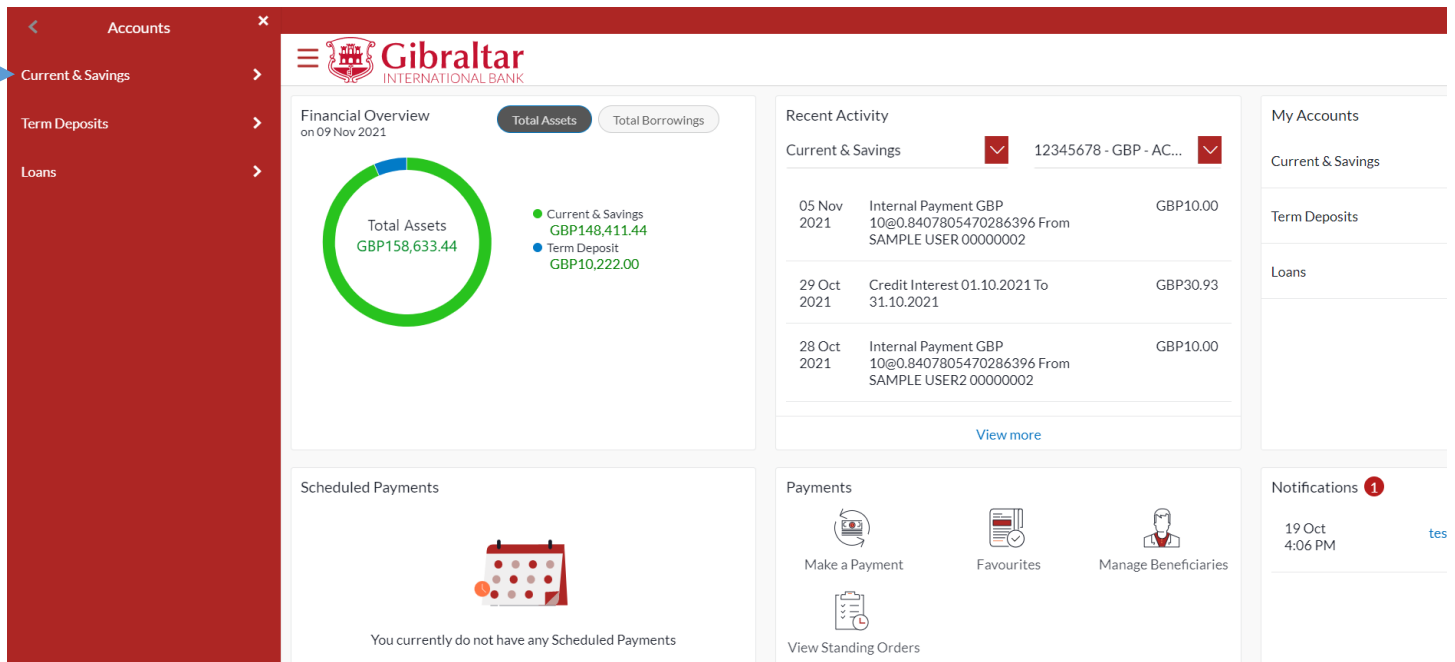 Accounts
Current & Savings
Term Deposits
Loans
Gibraltar
INTERNATIONAL BANK
Financial Overview
on 09 Nov 2021
Total Assets
Total Borrowings
Total Assets
GBP158,633.44
Current & Savings
GBP148,411.44
Term Deposit
GBP10,222.00
Recent Activity
Current & Savings
12345678 - GBP - AC...
05 Nov
2021
Internal Payment GBP
10@0.8407805470286396 From
SAMPLE USER 00000002
GBP10.00
29 Oct
2021
Credit Interest 01.10.2021 To
31.10.2021
GBP30.93
28 Oct
2021
Internal Payment GBP
10@0.8407805470286396 From
SAMPLE USER2 00000002
GBP10.00
View more
My Accounts
Current & Savings
Term Deposits
Loans
Scheduled Payments
You currently do not have any Scheduled Payments
Payments
Make a Payment
Favourites
Manage Beneficiaries
View Standing Orders
Notifications 1
19 Oct
4:06 PM
tes